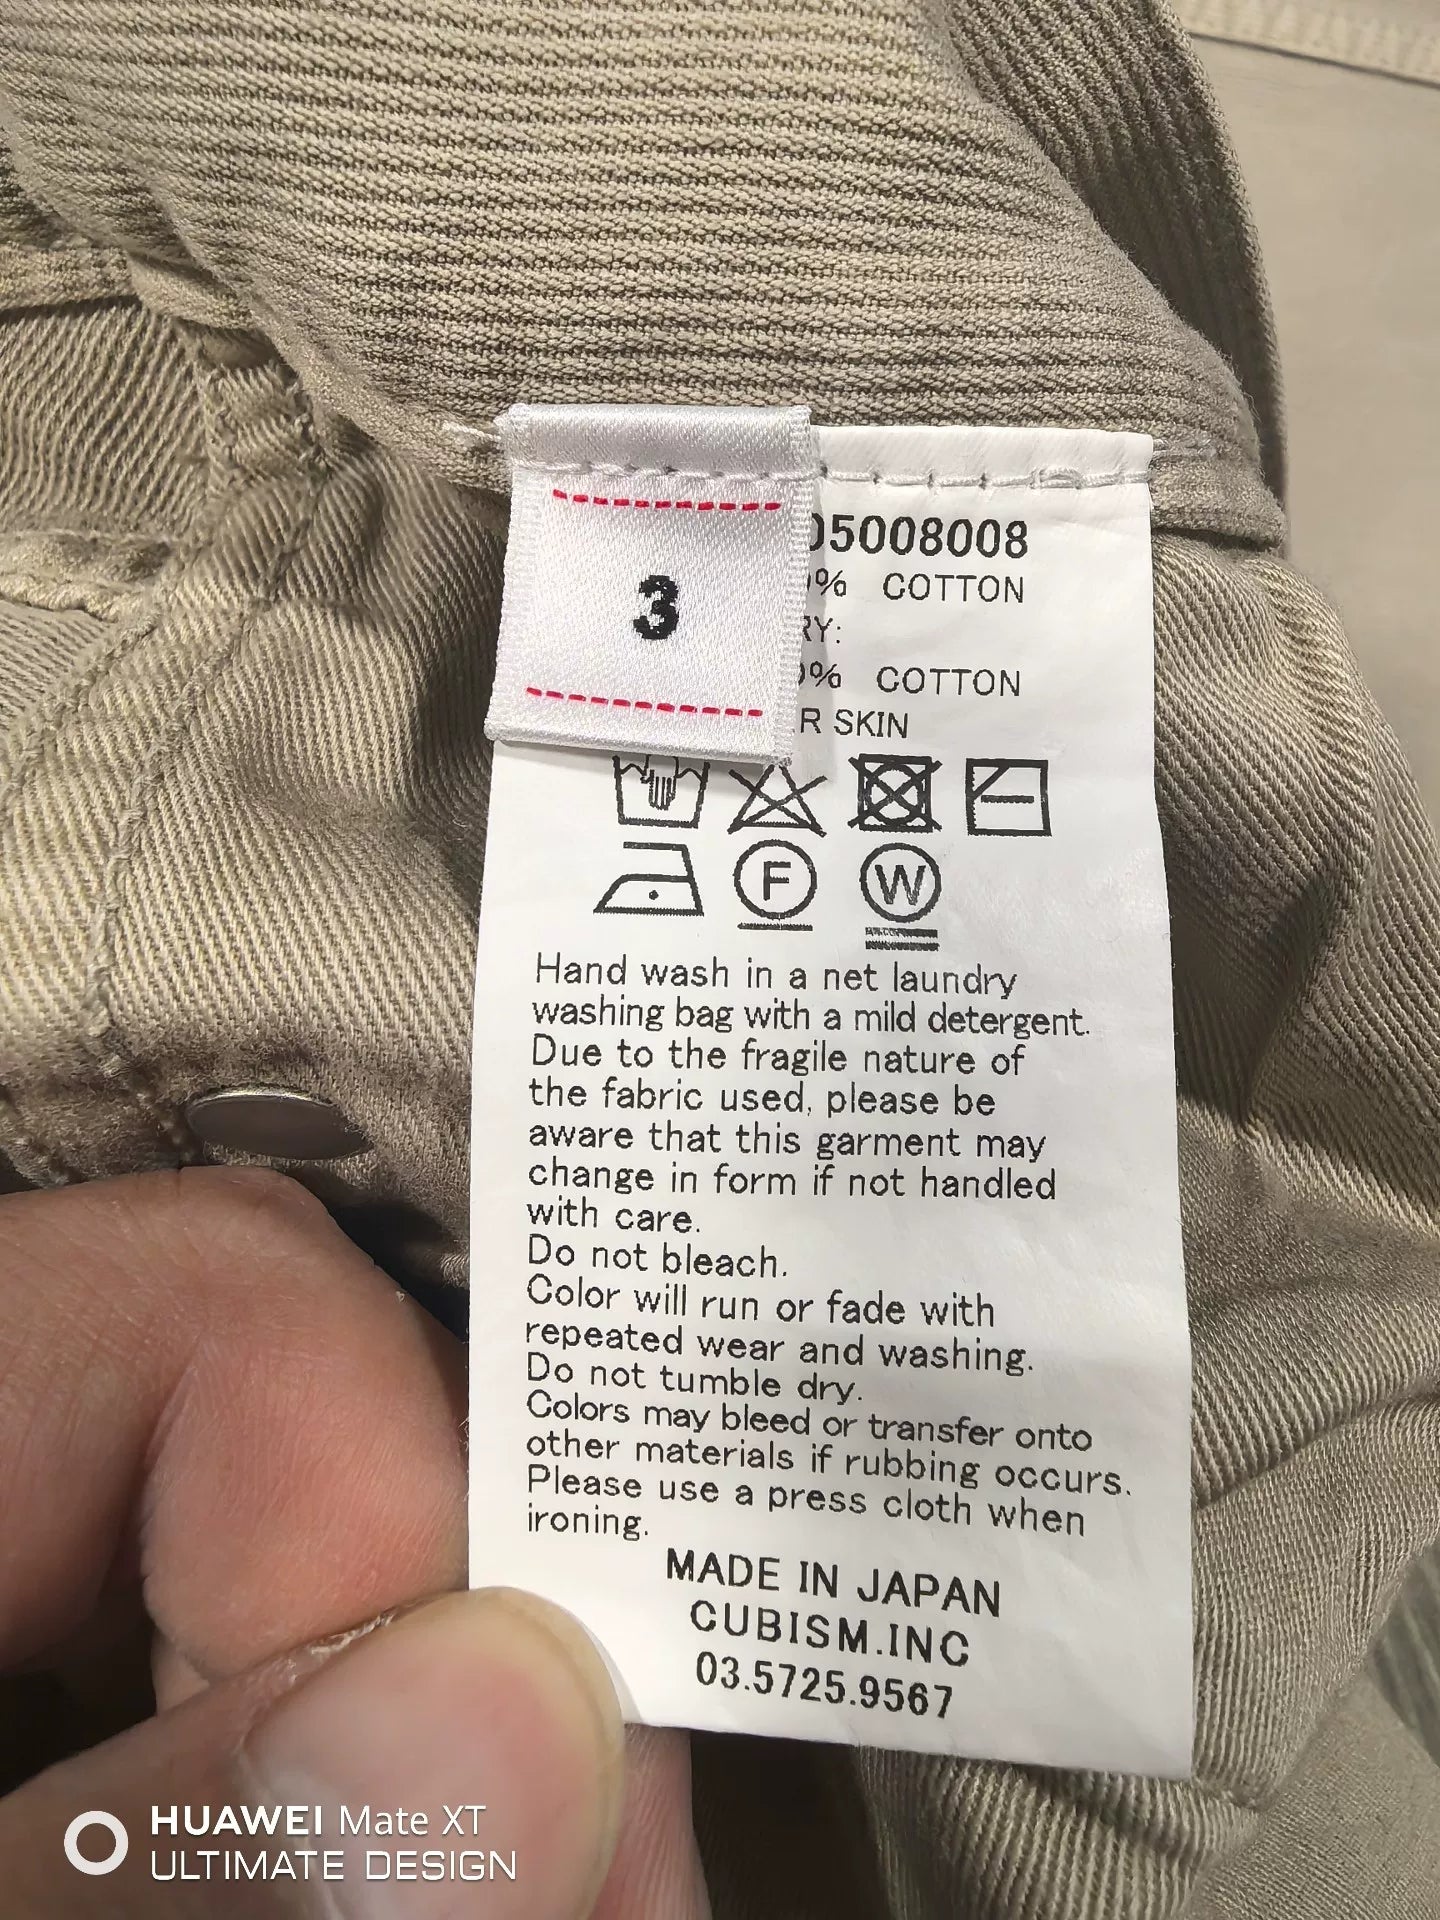 3
05008008
% COTTON
RY:
0% COTTON
R SKIN
F W
Hand wash in a net laundry
washing bag with a mild detergent.
Due to the fragile nature of
the fabric used, please be
aware that this garment may
change in form if not handled
with care.
Do not bleach.
Color will run or fade with
repeated wear and washing.
Do not tumble dry.
Colors may bleed or transfer onto
other materials if rubbing occurs.
Please use a press cloth when
ironing.
MADE IN JAPAN
CUBISM.INC
03.5725.9567
HUAWEI Mate XT
ULTIMATE DESIGN